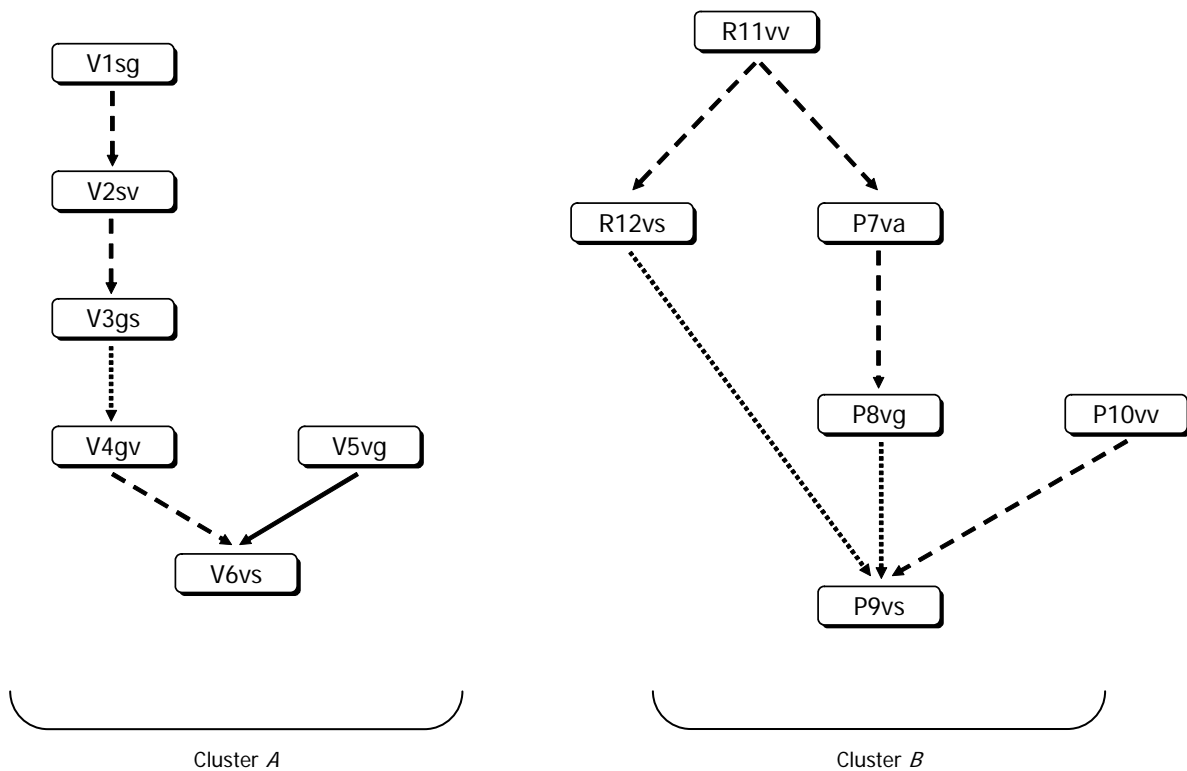 R11vv
V1sg
V2sv
R12vs
P7va
V3gs
P8vg
P10vv
V4gv
V5vg
V6vs
P9vs
Cluster A
Cluster B